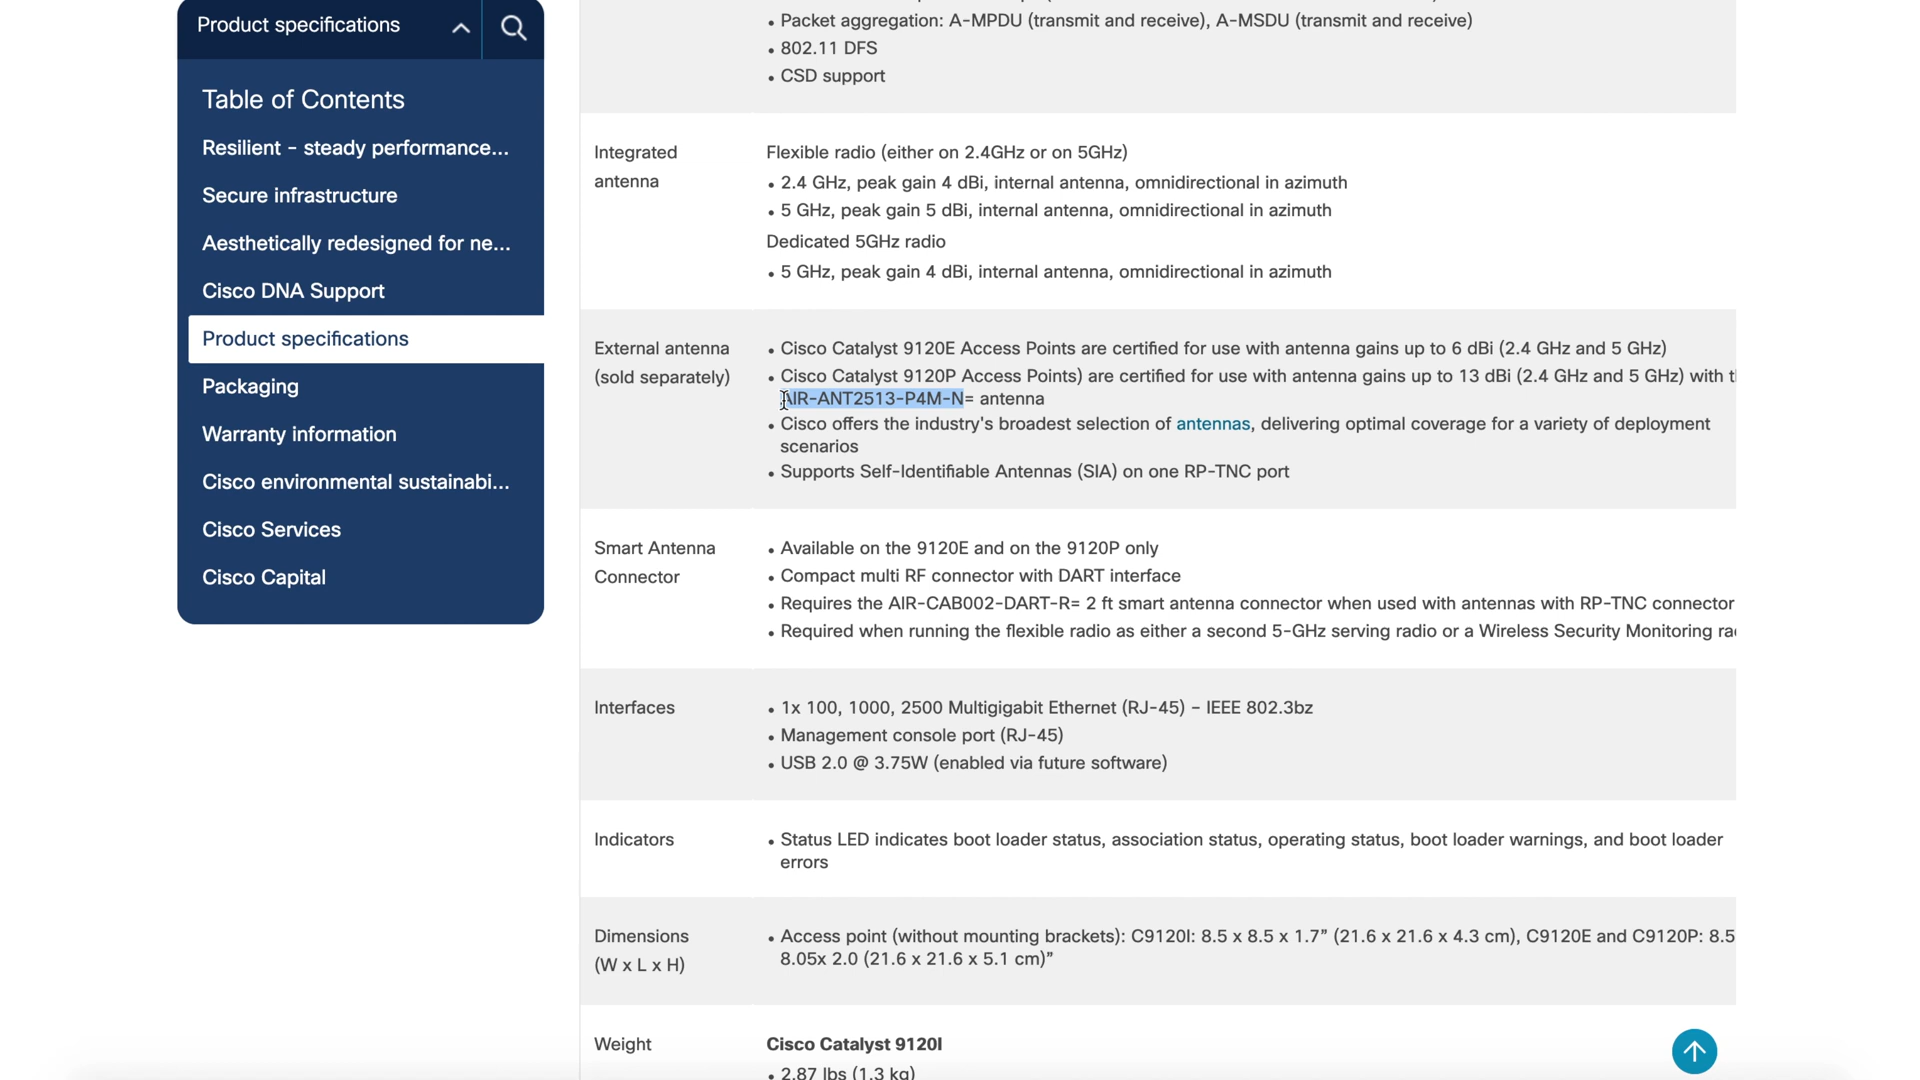 Product specifications
Table of Contents
Resilient - steady performance...
Secure infrastructure
Aesthetically redesigned for ne...
Cisco DNA Support
Product specifications
Packaging
Warranty information
Cisco environmental sustainabi...
Cisco Services
Cisco Capital
• Packet aggregation: A-MPDU (transmit and receive), A-MSDU (transmit and receive)
• 802.11 DFS
• CSD support
Integrated
antenna
Flexible radio (either on 2.4GHz or on 5GHz)
• 2.4 GHz, peak gain 4 dBi, internal antenna, omnidirectional in azimuth
• 5 GHz, peak gain 5 dBi, internal antenna, omnidirectional in azimuth
Dedicated 5GHz radio
• 5 GHz, peak gain 4 dBi, internal antenna, omnidirectional in azimuth
External antenna
(sold separately)
• Cisco Catalyst 9120E Access Points are certified for use with antenna gains up to 6 dBi (2.4 GHz and 5 GHz)
• Cisco Catalyst 9120P Access Points) are certified for use with antenna gains up to 13 dBi (2.4 GHz and 5 GHz) with
AIR-ANT2513-P4M-N= antenna
• Cisco offers the industry's broadest selection of antennas, delivering optimal coverage for a variety of deployment
scenarios
• Supports Self-Identifiable Antennas (SIA) on one RP-TNC port
Smart Antenna
Connector
• Available on the 9120E and on the 9120P only
• Compact multi RF connector with DART interface
• Requires the AIR-CAB002-DART-R= 2 ft smart antenna connector when used with antennas with RP-TNC connector
• Required when running the flexible radio as either a second 5-GHz serving radio or a Wireless Security Monitoring
Interfaces
• 1x 100, 1000, 2500 Multigigabit Ethernet (RJ-45) – IEEE 802.3bz
• Management console port (RJ-45)
• USB 2.0 @ 3.75W (enabled via future software)
Indicators
• Status LED indicates boot loader status, association status, operating status, boot loader warnings, and boot loader
errors
Dimensions
(W x L x H)
• Access point (without mounting brackets): C9120I: 8.5 x 8.5 x 1.7” (21.6 x 21.6 x 4.3 cm), C9120E and C9120P: 8.5
8.05x 2.0 (21.6 x 21.6 x 5.1 cm)”
Weight
Cisco Catalyst 9120I
• 2.87 lbs (1.3 kg)